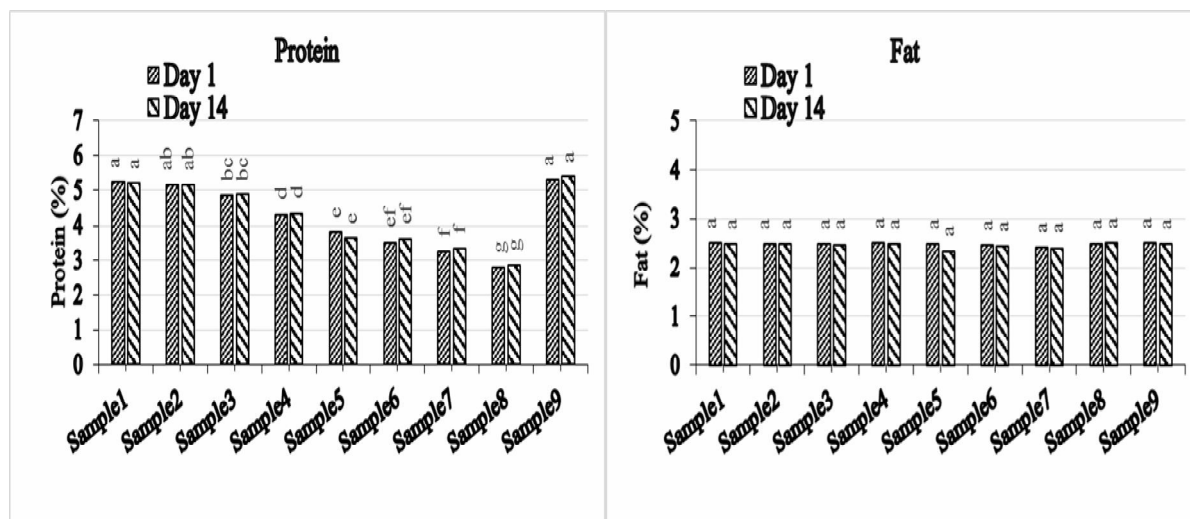 Protein
Day 1
Day 14
Protein (%)
7
6
5
4
3
2
1
0
a a ab ab bc bc d d e e ef ef f f g g a a
Sample1 Sample2 Sample3 Sample4 Sample5 Sample6 Sample7 Sample8 Sample9
Fat
Day 1
Day 14
Fat (%)
5
4
3
2
1
0
a a a a a a a a a a a a a a a a a a
Sample1 Sample2 Sample3 Sample4 Sample5 Sample6 Sample7 Sample8 Sample9